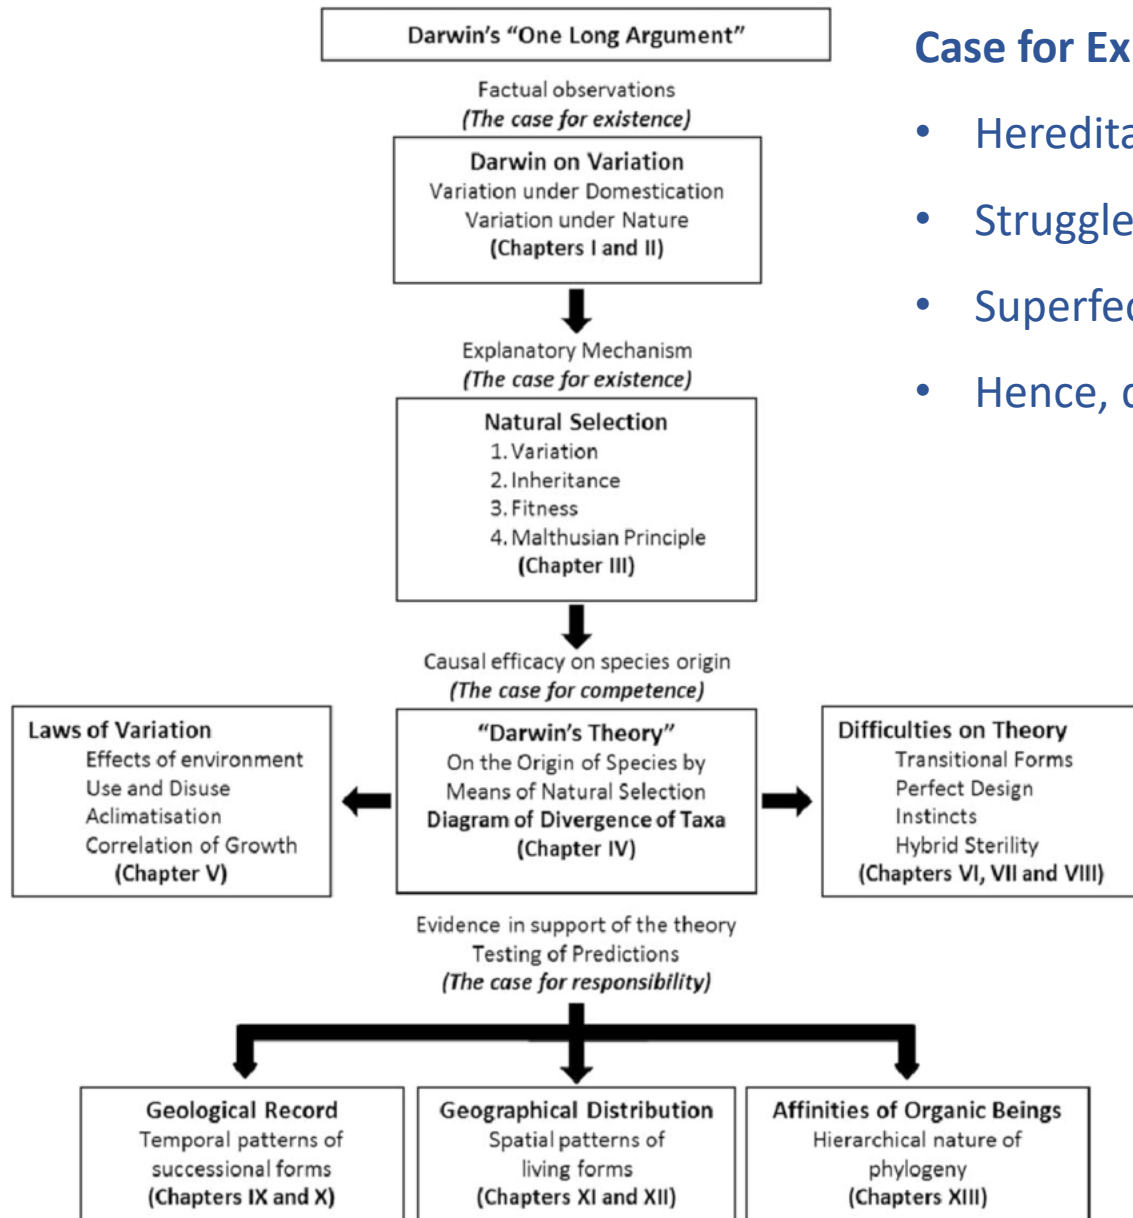 Darwin's "One Long Argument"
Factual observations
(The case for existence)
Darwin on Variation
Variation under Domestication
Variation under Nature
(Chapters I and II)
Explanatory Mechanism
(The case for existence)
Natural Selection
1. Variation
2. Inheritance
3. Fitness
4. Malthusian Principle
(Chapter III)
Causal efficacy on species origin
(The case for competence)
Laws of Variation
Effects of environment
Use and Disuse
Aclimatisation
Correlation of Growth
(Chapter V)
"Darwin's Theory"
On the Origin of Species by
Means of Natural Selection
Diagram of Divergence of Taxa
(Chapter IV)
Difficulties on Theory
Transitional Forms
Perfect Design
Instincts
Hybrid Sterility
(Chapters VI, VII and VIII)
Evidence in support of the theory
Testing of Predictions
(The case for responsibility)
Geological Record
Temporal patterns of
successional forms
(Chapters IX and X)
Geographical Distribution
Spatial patterns of
living forms
(Chapters XI and XII)
Affinities of Organic Beings
Hierarchical nature of
phylogeny
(Chapters XIII)
Case for Ex
• Heredita
• Struggle
• Superfec
• Hence,